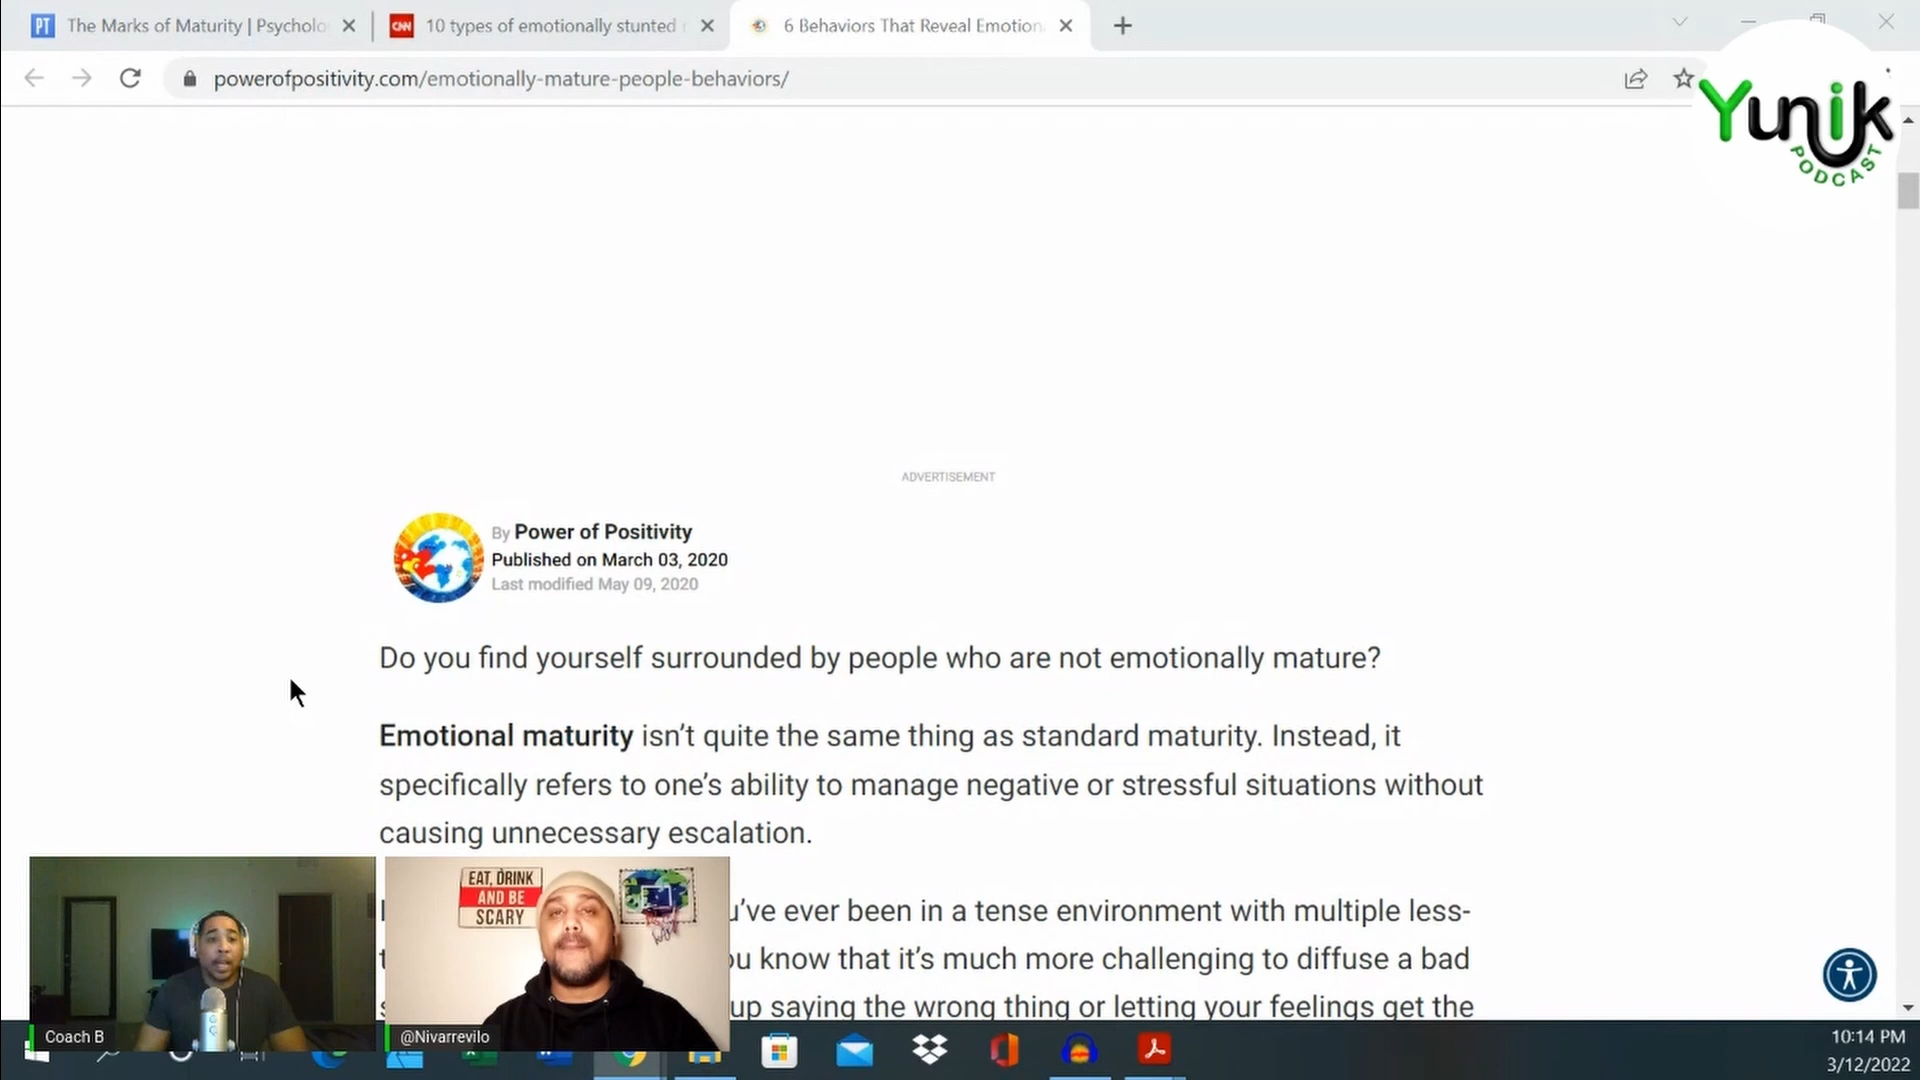 The Marks of Maturity | Psycholo
10 types of emotionally stunted
6 Behaviors That Reveal Emotion
powerofpositivity.com/emotionally-mature-people-behaviors/
Yunik
PODCAST
ADVERTISEMENT
By Power of Positivity
Published on March 03, 2020
Last modified May 09, 2020
Do you find yourself surrounded by people who are not emotionally mature?
Emotional maturity isn’t quite the same thing as standard maturity. Instead, it
specifically refers to one’s ability to manage negative or stressful situations without
causing unnecessary escalation.
u’ve ever been in a tense environment with multiple less-
ou know that it’s much more challenging to diffuse a bad
up saying the wrong thing or letting your feelings get the
EAT, DRINK
AND BE
SCARY
Coach B
@Nivarrevilo
10:14 PM
3/12/2022
PT
CNN